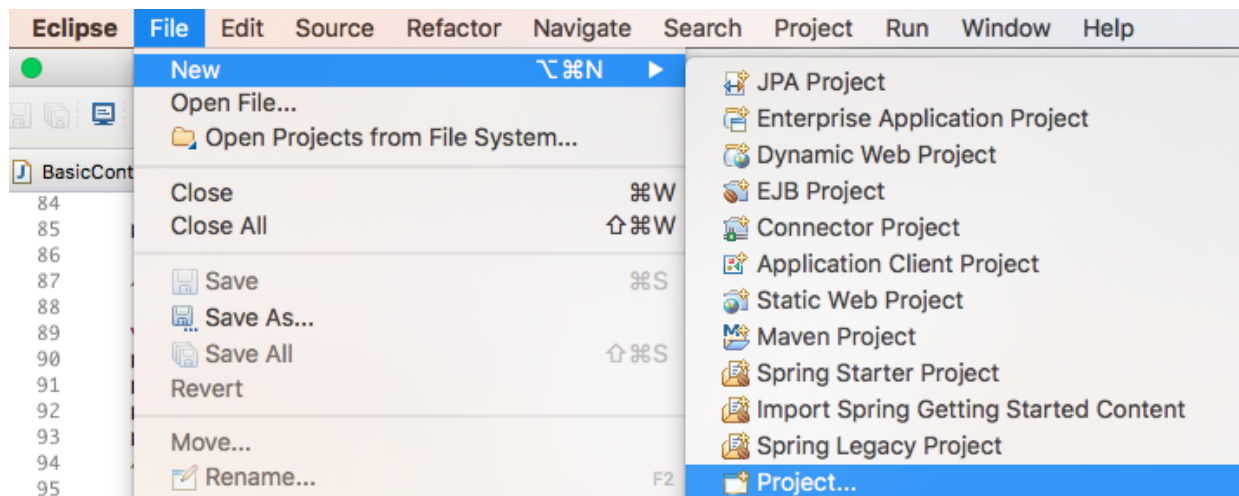 Eclipse File Edit Source Refactor Navigate Search Project Run Window Help
New ⌥⌘N ▶
Open File...
Open Projects from File System...
Close ⌘W
Close All ⇧⌘W
Save ⌘S
Save As...
Save All ⇧⌘S
Revert
Move...
Rename... F2
JPA Project
Enterprise Application Project
Dynamic Web Project
EJB Project
Connector Project
Application Client Project
Static Web Project
Maven Project
Spring Starter Project
Import Spring Getting Started Content
Spring Legacy Project
Project...
BasicCont
84
85
86
87
88
89
90
91
92
93
94
95